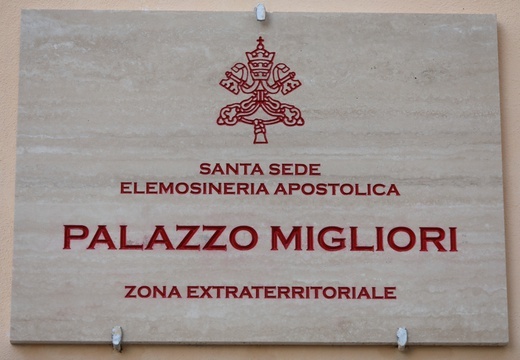 SANTA SEDE
ELEMOSINERIA APOSTOLICA
PALAZZO MIGLIORI
ZONA EXTRATERRITORIALE